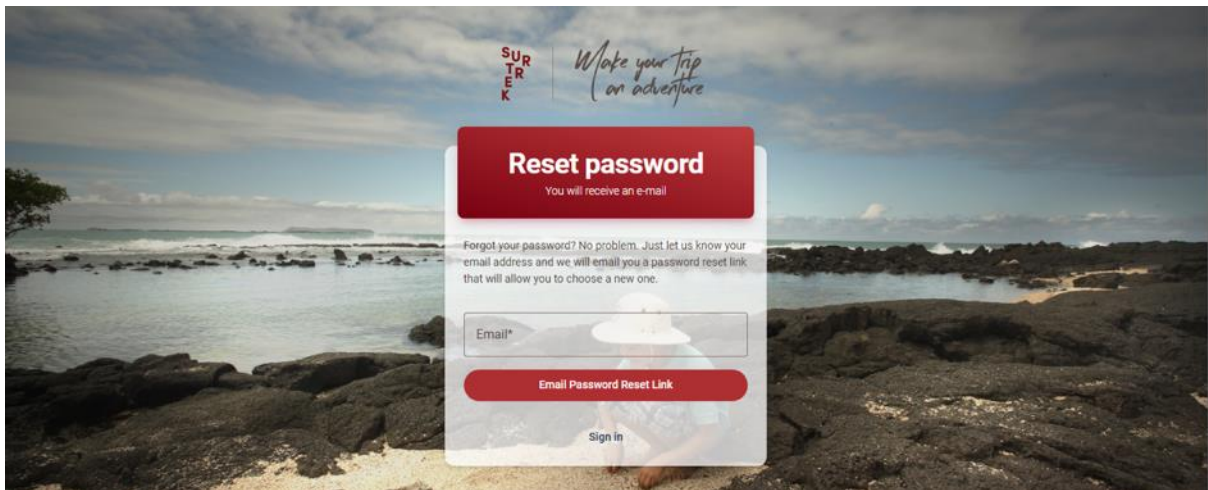 SURTREK
Make your trip
an adventure
Reset password
You will receive an e-mail
Forgot your password? No problem. Just let us know your
email address and we will email you a password reset link
that will allow you to choose a new one.
Email*
Email Password Reset Link
Sign in